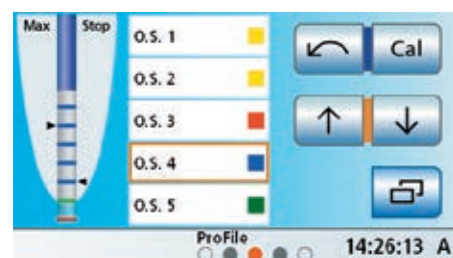 Max Stop
O.S. 1
O.S. 2
O.S. 3
O.S. 4
O.S. 5
Cal
ProFile
14:26:13 A